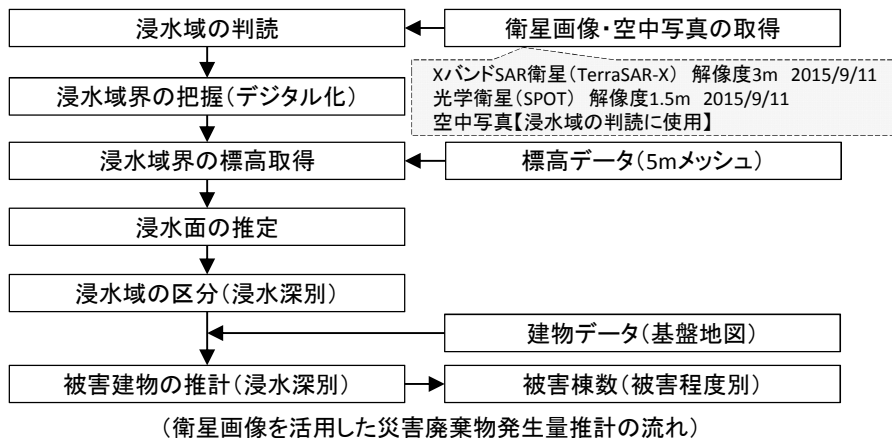 浸水域の判読
衛星画像・空中写真の取得
XバンドSAR衛星(TerraSAR-X) 解像度3m 2015/9/11
光学衛星(SPOT) 解像度1.5m 2015/9/11
空中写真【浸水域の判読に使用】
浸水域界の把握(デジタル化)
浸水域界の標高取得
標高データ(5mメッシュ)
浸水面の推定
浸水域の区分(浸水深別)
建物データ(基盤地図)
被害建物の推計(浸水深別)
被害棟数(被害程度別)
(衛星画像を活用した災害廃棄物発生量推計の流れ)